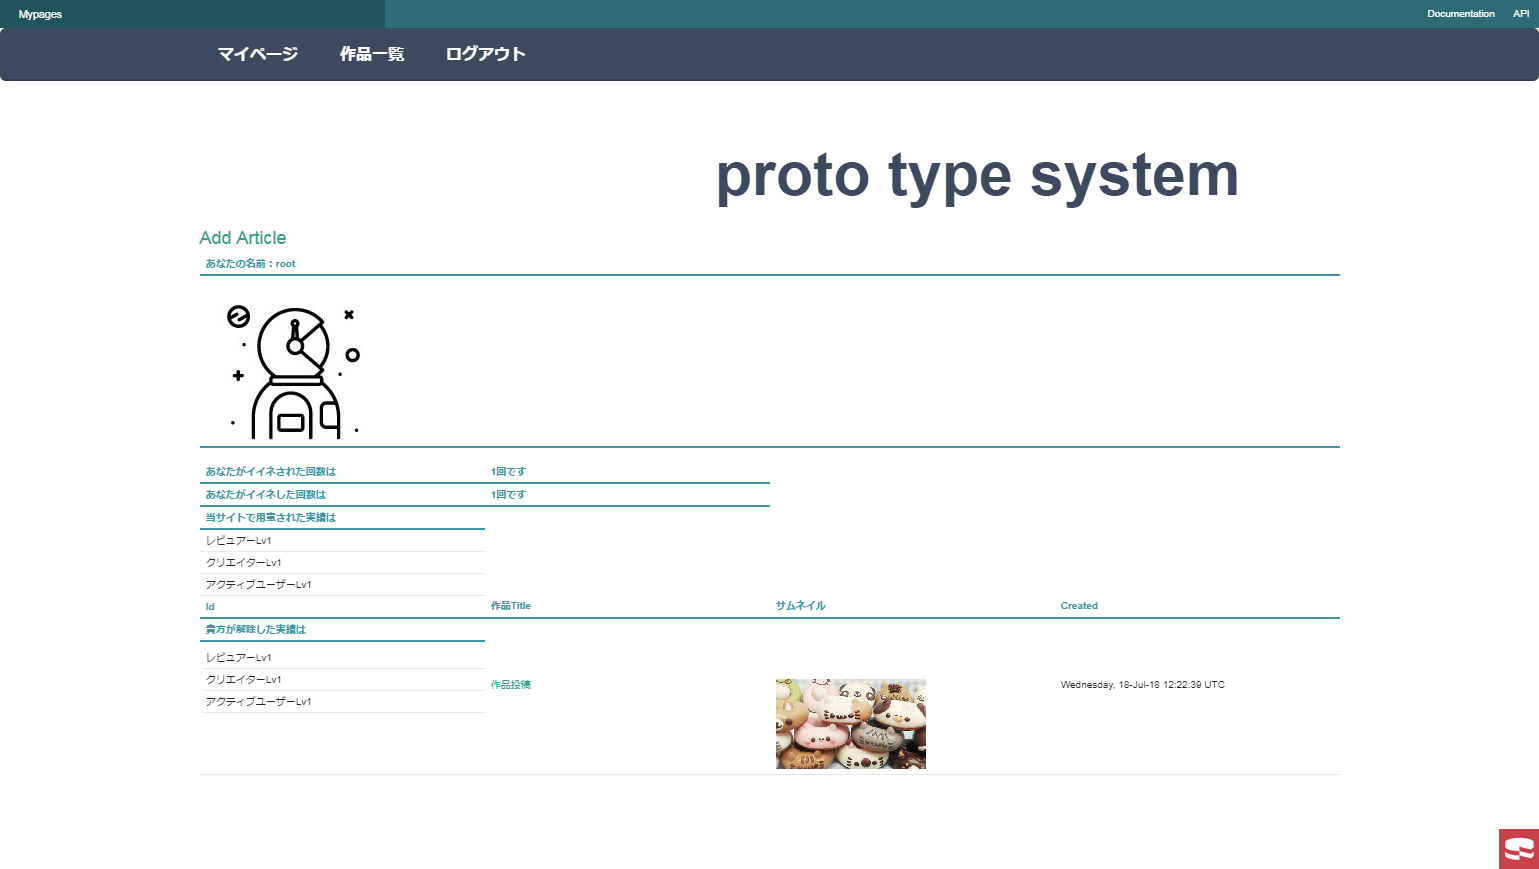 Mypages
Documentation API
マイページ 作品一覧 ログアウト
proto type system
Add Article
あなたの名前：root
あなたがイイネされた回数は 1回です
あなたがイイネした回数は 1回です
当サイトで用意された実績は
レビュアーLv1
クリエイターLv1
アクティブユーザーLv1
Id 作品Title サムネイル Created
貴方が解除した実績は
レビュアーLv1
クリエイターLv1
アクティブユーザーLv1
作品投稿 Wednesday, 18-Jul-18 12:22:39 UTC